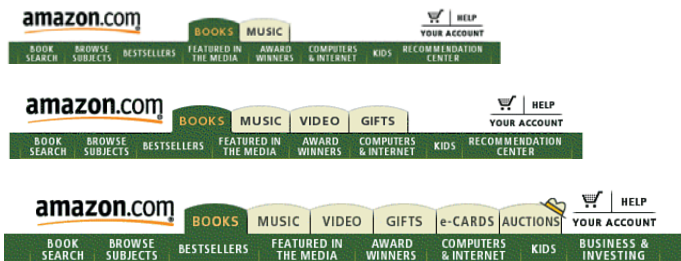 amazon.com BOOKS MUSIC HELP
YOUR ACCOUNT
BOOK SEARCH BROWSE SUBJECTS BESTSELLERS FEATURED IN THE MEDIA AWARD WINNERS COMPUTERS & INTERNET KIDS RECOMMENDATION CENTER
amazon.com BOOKS MUSIC VIDEO GIFTS HELP
YOUR ACCOUNT
BOOK SEARCH BROWSE SUBJECTS BESTSELLERS FEATURED IN THE MEDIA AWARD WINNERS COMPUTERS & INTERNET KIDS RECOMMENDATION CENTER
amazon.com BOOKS MUSIC VIDEO GIFTS e-CARDS AUCTIONS HELP
YOUR ACCOUNT
BOOK SEARCH BROWSE SUBJECTS BESTSELLERS FEATURED IN THE MEDIA AWARD WINNERS COMPUTERS & INTERNET KIDS BUSINESS & INVESTING